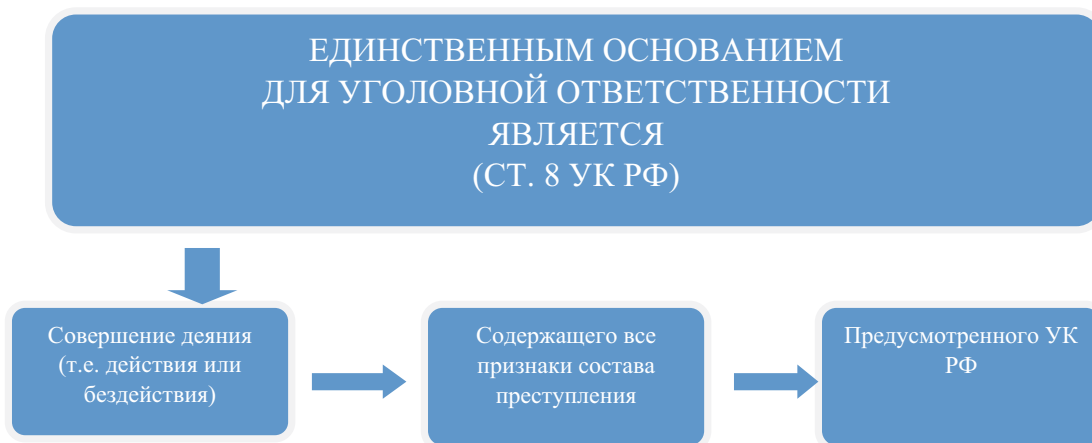 ЕДИНСТВЕННЫМ ОСНОВАНИЕМ
ДЛЯ УГОЛОВНОЙ ОТВЕТСТВЕННОСТИ
ЯВЛЯЕТСЯ
(СТ. 8 УК РФ)
Совершение деяния
(т.е. действия или
бездействия)
Содержащего все
признаки состава
преступления
Предусмотренного УК
РФ